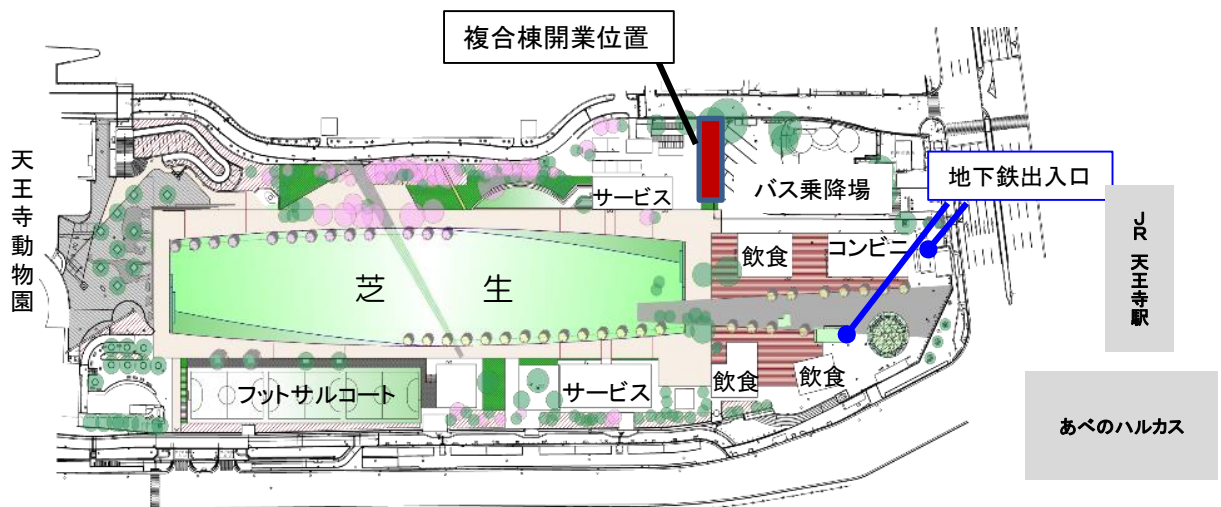 複合棟開業位置
天王寺動物園
サービス
バス乗降場
地下鉄出入口
JR 天王寺駅
飲食
コンビニ
芝 生
フットサルコート
サービス
飲食
飲食
あべのハルカス